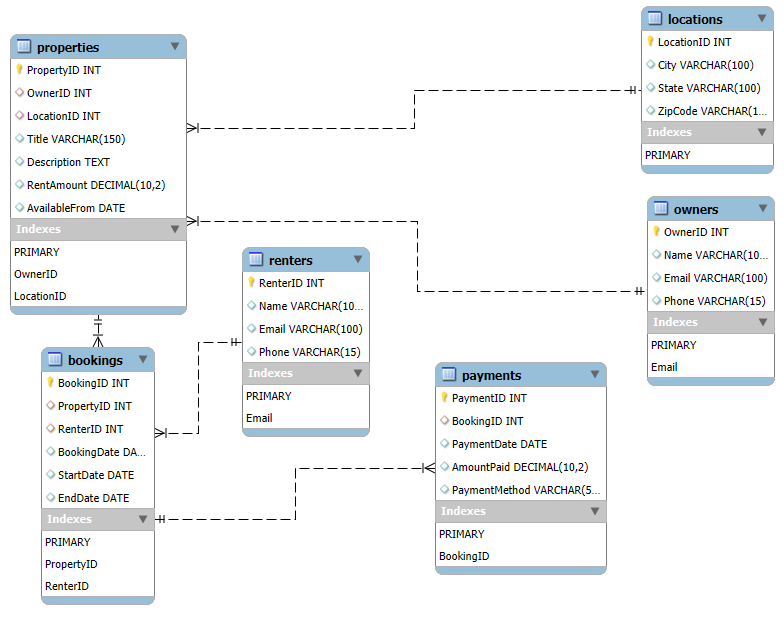 properties
PropertyID INT
OwnerID INT
LocationID INT
Title VARCHAR(150)
Description TEXT
RentAmount DECIMAL(10,2)
AvailableFrom DATE
Indexes
PRIMARY
OwnerID
LocationID
locations
LocationID INT
City VARCHAR(100)
State VARCHAR(100)
ZipCode VARCHAR(1...
Indexes
PRIMARY
owners
OwnerID INT
Name VARCHAR(10...
Email VARCHAR(100)
Phone VARCHAR(15)
Indexes
PRIMARY
Email
renters
RenterID INT
Name VARCHAR(10...
Email VARCHAR(100)
Phone VARCHAR(15)
Indexes
PRIMARY
Email
bookings
BookingID INT
PropertyID INT
RenterID INT
BookingDate DA...
StartDate DATE
EndDate DATE
Indexes
PRIMARY
PropertyID
RenterID
payments
PaymentID INT
BookingID INT
PaymentDate DATE
AmountPaid DECIMAL(10,2)
PaymentMethod VARCHAR(5...
Indexes
PRIMARY
BookingID